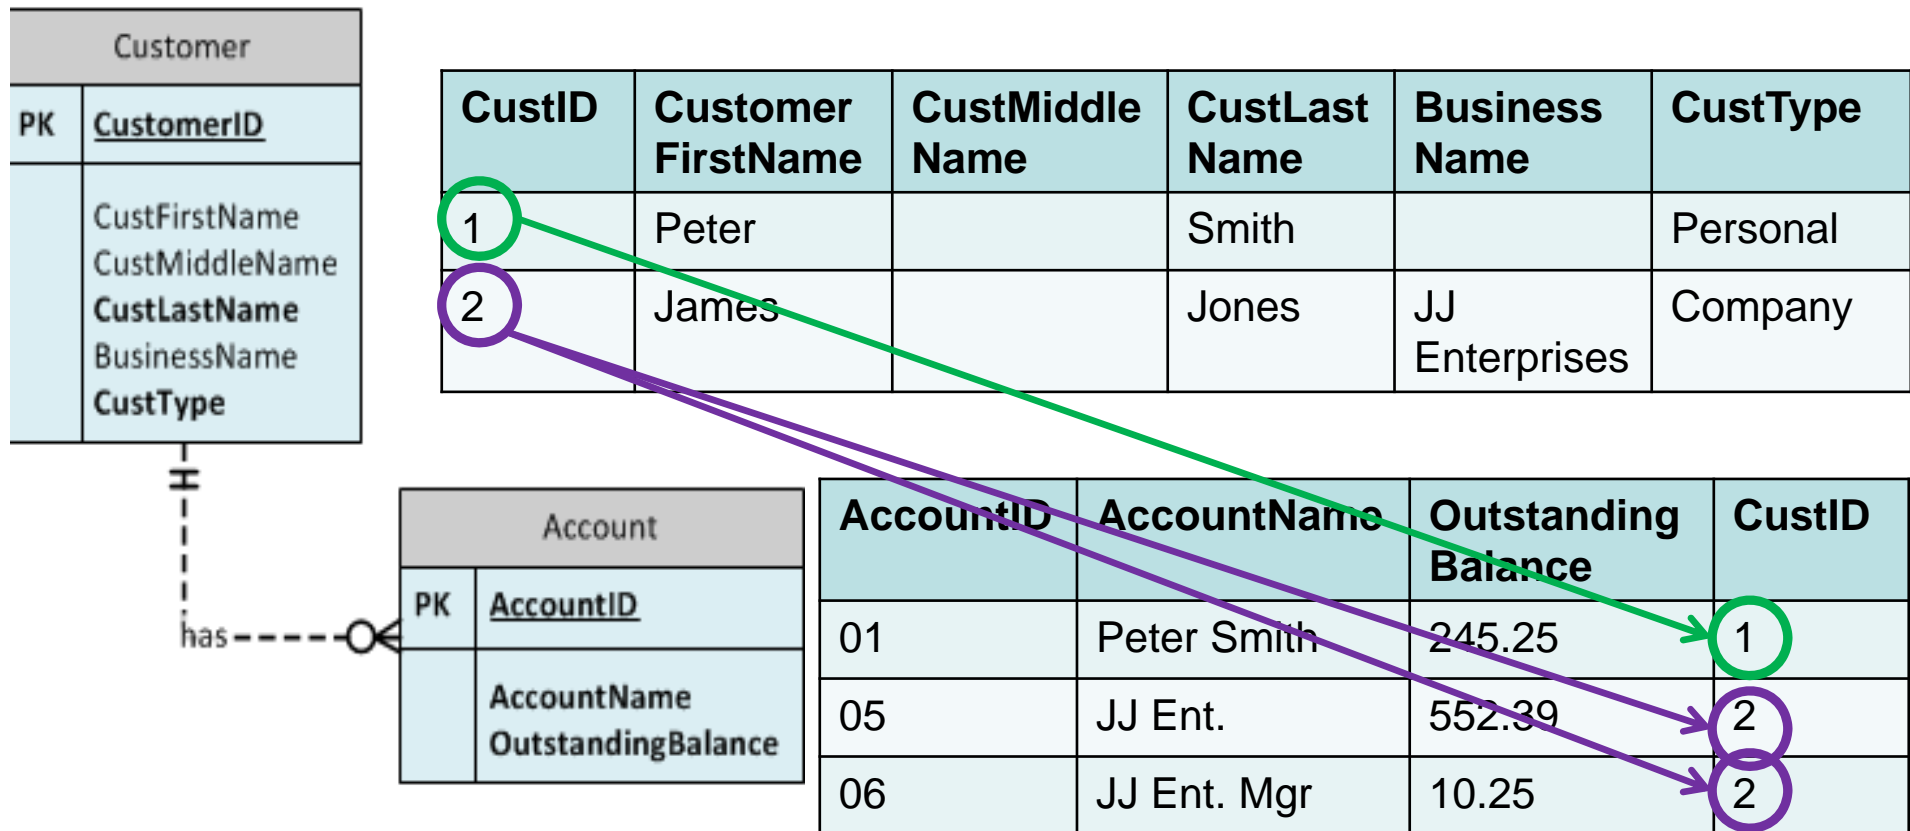 Customer
PK CustomerID
CustFirstName
CustMiddleName
CustLastName
BusinessName
CustType
has
Account
PK AccountID
AccountName
OutstandingBalance
CustID Customer CustMiddle CustLast Business CustType
FirstName Name Name Name
1 Peter Smith Personal
2 James Jones JJ Company
Enterprises
AccountID AccountName Outstanding CustID
Balance
01 Peter Smith 245.25 1
05 JJ Ent. 552.39 2
06 JJ Ent. Mgr 10.25 2